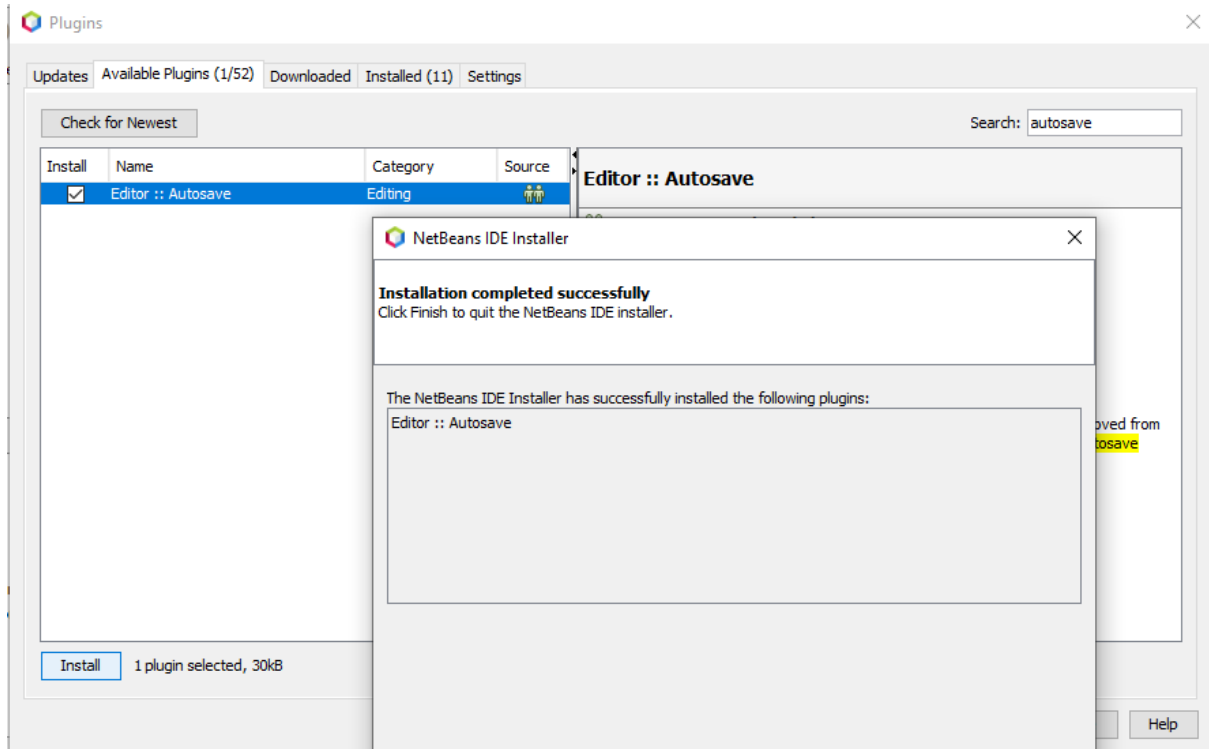 Plugins
Updates Available Plugins (1/52) Downloaded Installed (11) Settings
Check for Newest Search: autosave
Install Name Category Source
Editor :: Autosave Editing
Editor :: Autosave
NetBeans IDE Installer
Installation completed successfully
Click Finish to quit the NetBeans IDE installer.
The NetBeans IDE Installer has successfully installed the following plugins:
Editor :: Autosave
oved from
tosave
Install 1 plugin selected, 30kB
Help